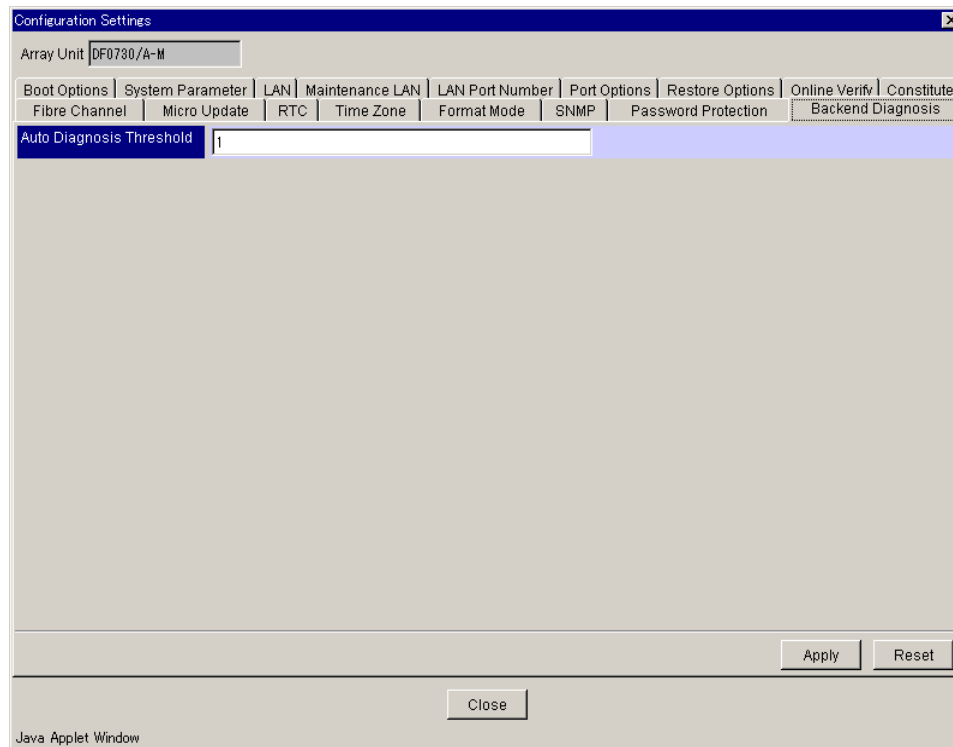 Configuration Settings
Array Unit DF0730/A-M
Boot Options System Parameter LAN Maintenance LAN LAN Port Number Port Options Restore Options Online Verify Constitute
Fibre Channel Micro Update RTC Time Zone Format Mode SNMP Password Protection Backend Diagnosis
Auto Diagnosis Threshold 1
Apply Reset
Close
Java Applet Window